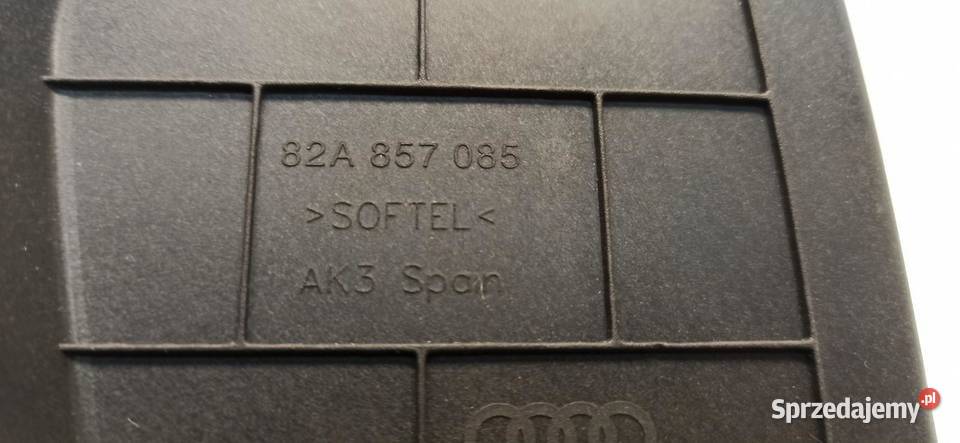 82A 857 085
>SOFTEL<
AK3 Spain
Sprzedajemy.pl